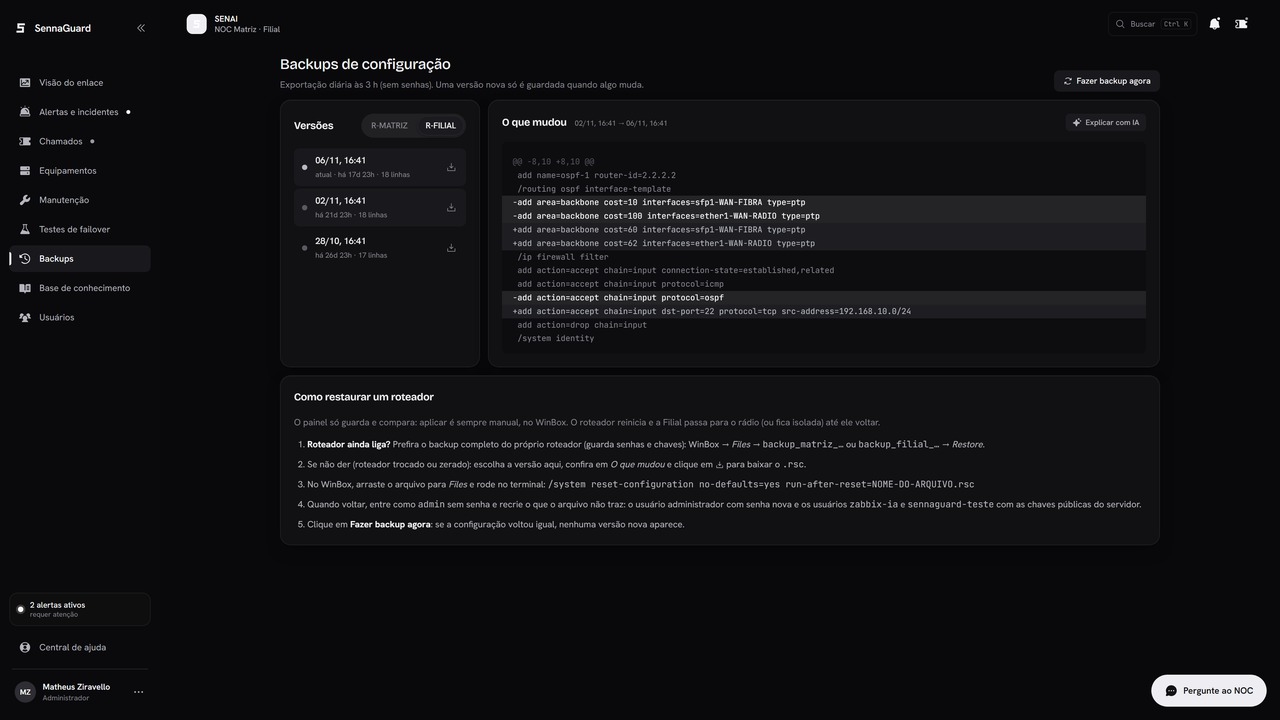 SennaGuard
Visão do enlace
Alertas e incidentes
Chamados
Equipamentos
Manutenção
Testes de failover
Backups
Base de conhecimento
Usuários
2 alertas ativos
requer atenção
Central de ajuda
MZ
Matheus Ziravello
Administrador
SENAI
NOC Matriz · Filial
Buscar Ctrl K
Backups de configuração
Exportação diária às 3 h (sem senhas). Uma versão nova só é guardada quando algo muda.
Fazer backup agora
Versões
R-MATRIZ R-FILIAL
06/11, 16:41
atual · há 17d 23h · 18 linhas
02/11, 16:41
há 21d 23h · 18 linhas
28/10, 16:41
há 26d 23h · 17 linhas
O que mudou 02/11, 16:41 → 06/11, 16:41
Explicar com IA
@@ -8,10 +8,10 @@
add name=ospf-1 router-id=2.2.2.2
/routing ospf interface-template
-add area=backbone cost=10 interfaces=sfp1-WAN-FIBRA type=ptp
-add area=backbone cost=100 interfaces=ether1-WAN-RADIO type=ptp
+add area=backbone cost=60 interfaces=sfp1-WAN-FIBRA type=ptp
+add area=backbone cost=62 interfaces=ether1-WAN-RADIO type=ptp
/ip firewall filter
add action=accept chain=input connection-state=established,related
add action=accept chain=input protocol=icmp
-add action=accept chain=input protocol=ospf
+add action=accept chain=input dst-port=22 protocol=tcp src-address=192.168.10.0/24
add action=drop chain=input
/system identity
Como restaurar um roteador
O painel só guarda e compara: aplicar é sempre manual, no WinBox. O roteador reinicia e a Filial passa para o rádio (ou fica isolada) até ele voltar.
1. Roteador ainda liga? Prefira o backup completo do próprio roteador (guarda senhas e chaves): WinBox → Files → backup_matriz_… ou backup_filial_… → Restore.
2. Se não der (roteador trocado ou zerado): escolha a versão aqui, confira em O que mudou e clique em para baixar o .rsc.
3. No WinBox, arraste o arquivo para Files e rode no terminal: /system reset-configuration no-defaults=yes run-after-reset=NOME-DO-ARQUIVO.rsc
4. Quando voltar, entre como admin sem senha e recrie o que o arquivo não traz: o usuário administrador com senha nova e os usuários zabbix-ia e sennaguard-teste com as chaves públicas do servidor.
5. Clique em Fazer backup agora: se a configuração voltou igual, nenhuma versão nova aparece.
Pergunte ao NOC